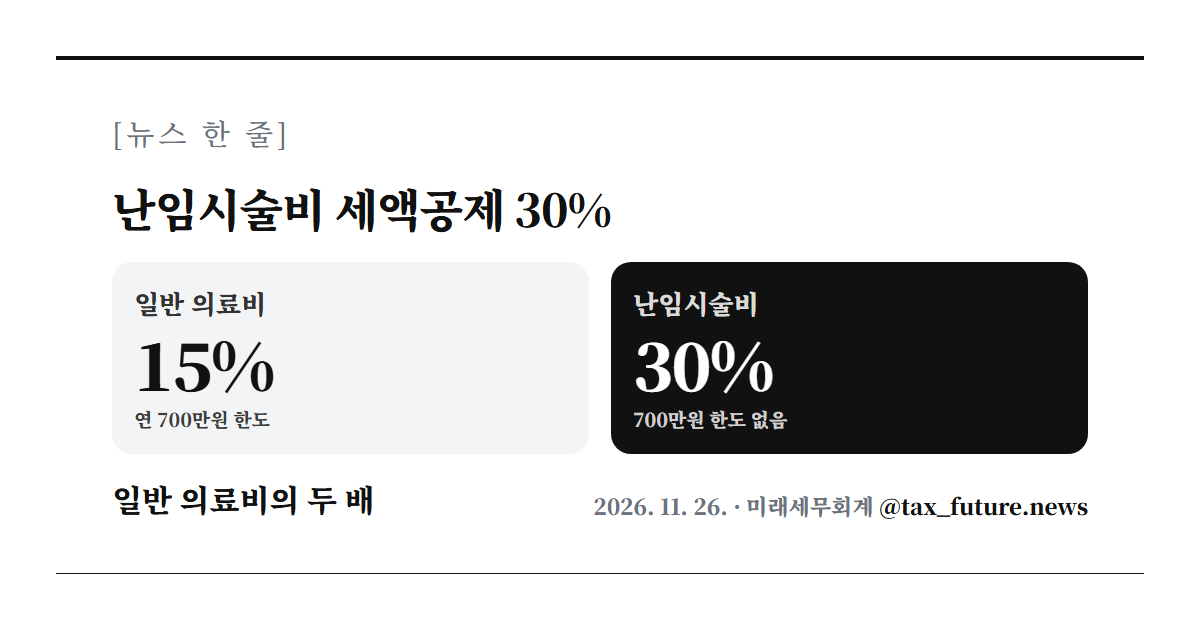 [뉴스 한 줄]
난임시술비 세액공제 30%
일반 의료비
15%
연 700만원 한도
난임시술비
30%
700만원 한도 없음
일반 의료비의 두 배
2026. 11. 26. · 미래세무회계 @tax_future.news